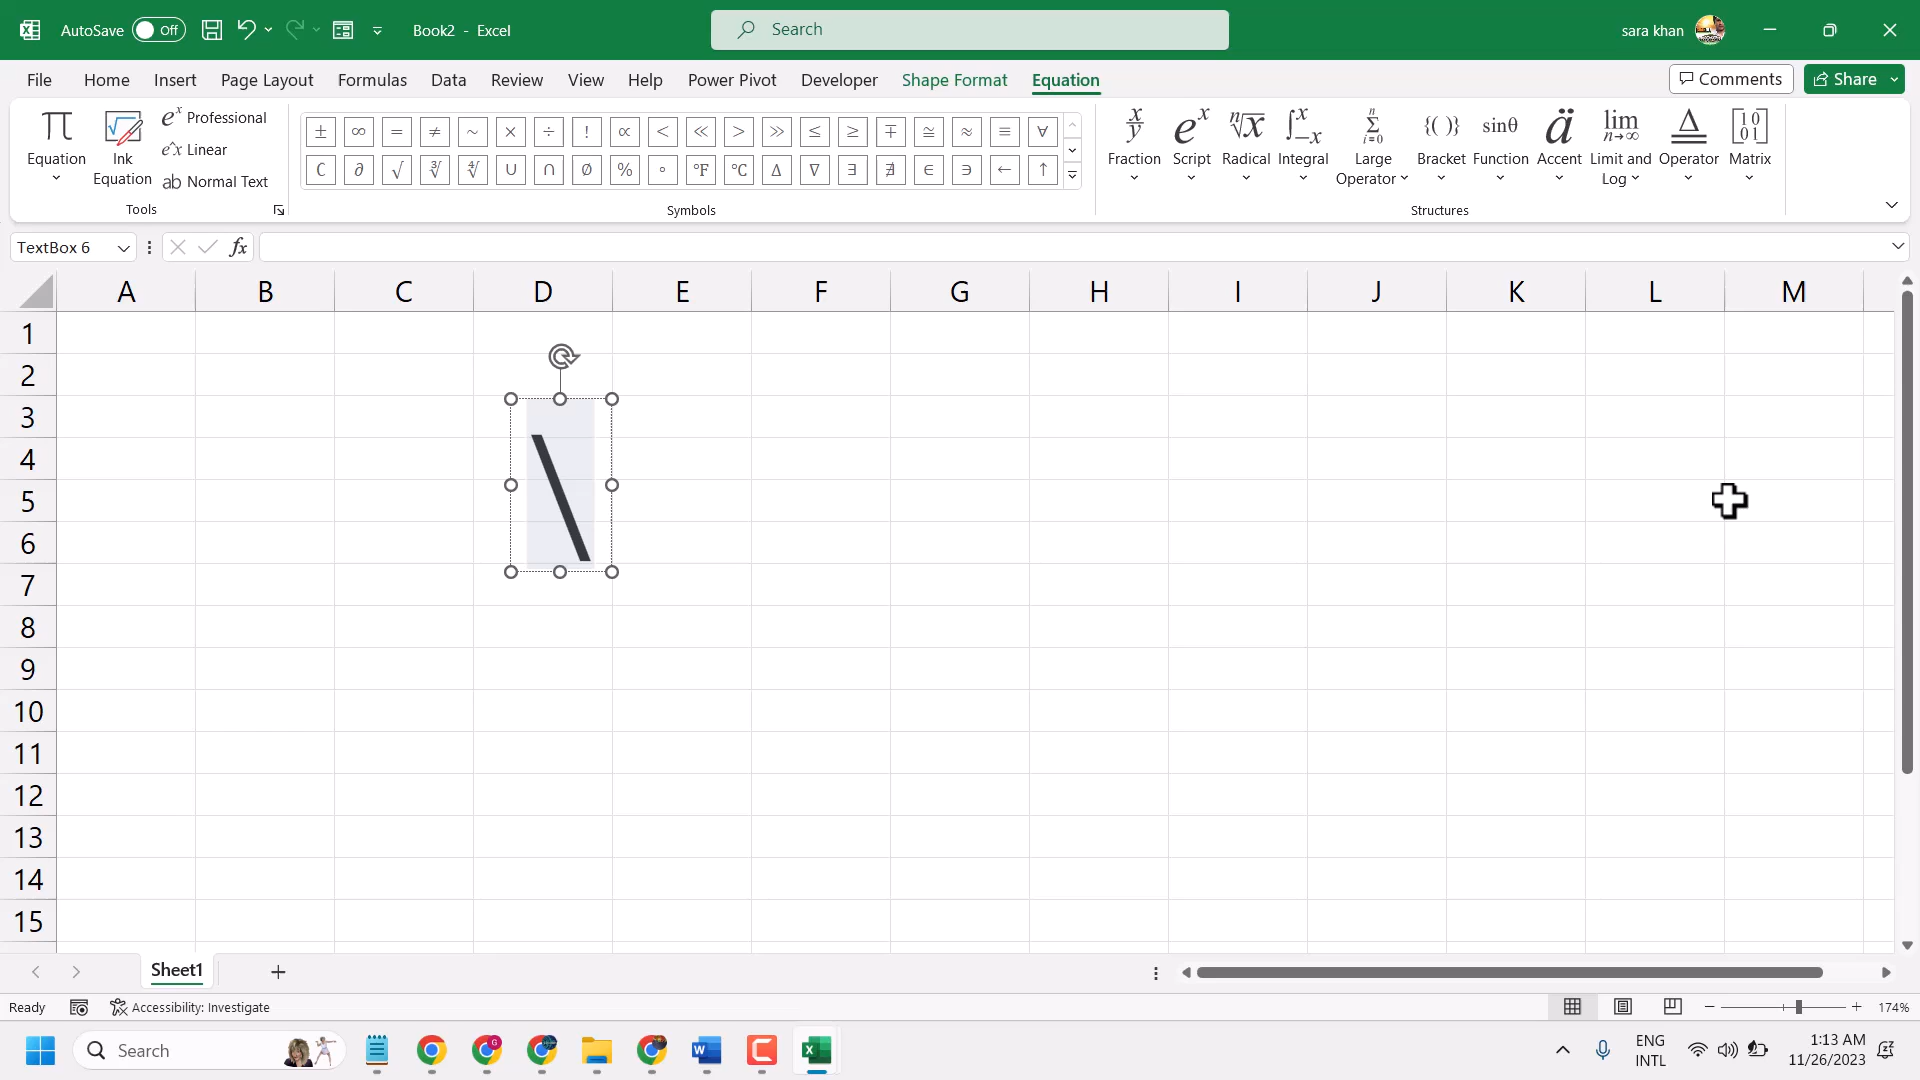 AutoSave Off Book2 - Excel Search sara khan
File Home Insert Page Layout Formulas Data Review View Help Power Pivot Developer Shape Format Equation Comments Share
π Equation
Ink Equation
eˣ Professional
e^x Linear
ab Normal Text
Tools
± ∞ = ≠ ~ × ÷ ! ∝ < ≪ > ≫ ≤ ≥ ∓ ≅ ≈ ≡ ∀
∁ ∂ √ ∛ ∜ ∪ ∩ ∅ % ° °F °C ∆ ∇ ∃ ∄ ∈ ∋ ← ↑
Symbols
Fraction Script Radical Integral Large Operator Bracket Function Accent Limit and Log Operator Matrix
Structures
TextBox 6 fx
A B C D E F G H I J K L M
1
2
3
4
5
6
7
8
9
10
11
12
13
14
15
\
Sheet1
Ready Accessibility: Investigate 174%
Search
ENG
INTL
1:13 AM
11/26/2023